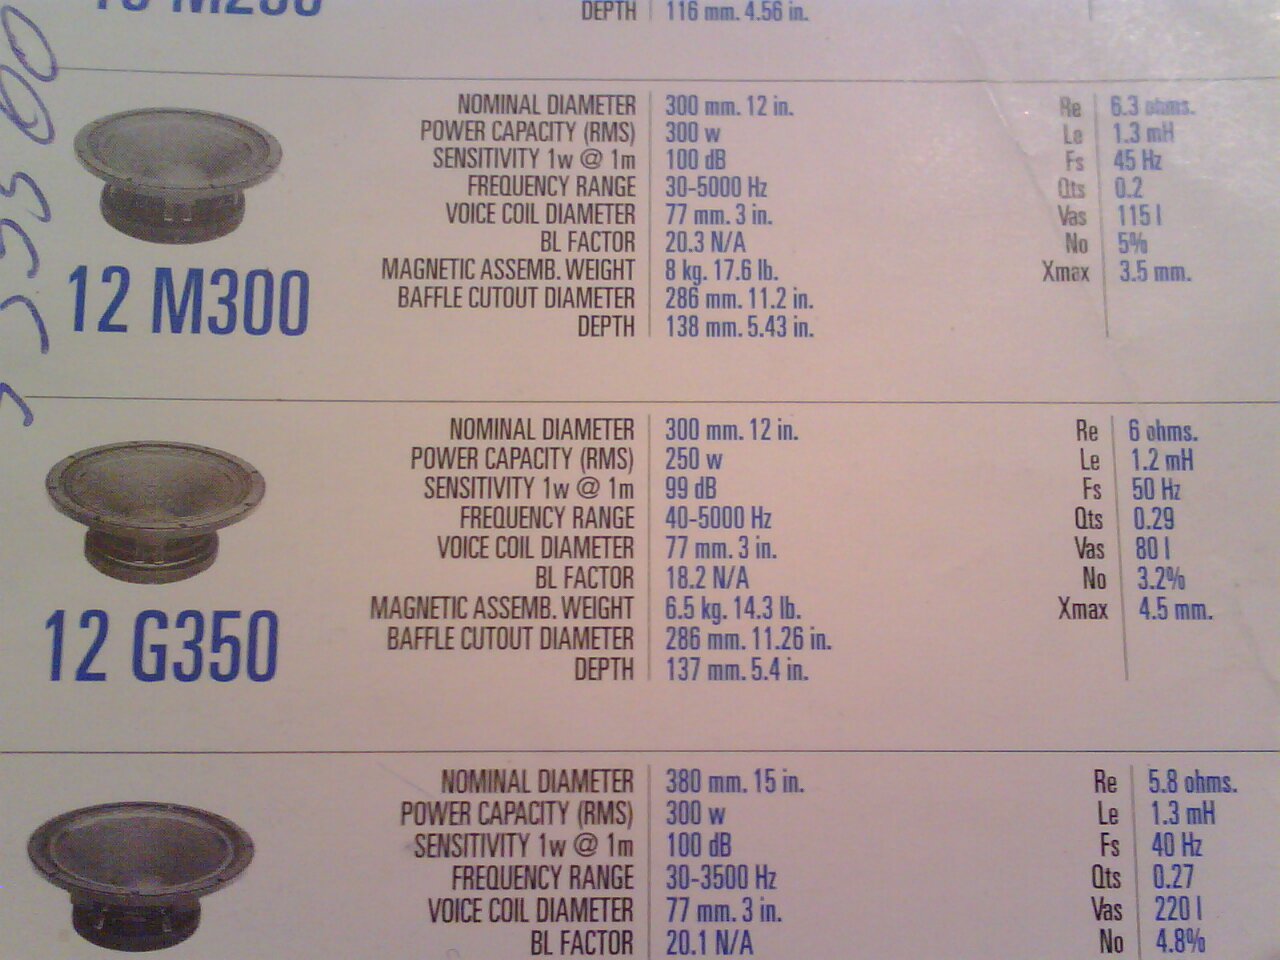 DEPTH 116 mm. 4.56 in.
NOMINAL DIAMETER 300 mm. 12 in. Re 6.3 ohms.
POWER CAPACITY (RMS) 300 w Le 1.3 mH
SENSITIVITY 1w @ 1m 100 dB Fs 45 Hz
FREQUENCY RANGE 30-5000 Hz Qts 0.2
VOICE COIL DIAMETER 77 mm. 3 in. Vas 115 l
BL FACTOR 20.3 N/A No 5%
MAGNETIC ASSEMB. WEIGHT 8 kg. 17.6 lb. Xmax 3.5 mm.
BAFFLE CUTOUT DIAMETER 286 mm. 11.2 in.
DEPTH 138 mm. 5.43 in.
12 M300
NOMINAL DIAMETER 300 mm. 12 in. Re 6 ohms.
POWER CAPACITY (RMS) 250 w Le 1.2 mH
SENSITIVITY 1w @ 1m 99 dB Fs 50 Hz
FREQUENCY RANGE 40-5000 Hz Qts 0.29
VOICE COIL DIAMETER 77 mm. 3 in. Vas 80 l
BL FACTOR 18.2 N/A No 3.2%
MAGNETIC ASSEMB. WEIGHT 6.5 kg. 14.3 lb. Xmax 4.5 mm.
BAFFLE CUTOUT DIAMETER 286 mm. 11.26 in.
DEPTH 137 mm. 5.4 in.
12 G350
NOMINAL DIAMETER 380 mm. 15 in. Re 5.8 ohms.
POWER CAPACITY (RMS) 300 w Le 1.3 mH
SENSITIVITY 1w @ 1m 100 dB Fs 40 Hz
FREQUENCY RANGE 30-3500 Hz Qts 0.27
VOICE COIL DIAMETER 77 mm. 3 in. Vas 220 l
BL FACTOR 20.1 N/A No 4.8%